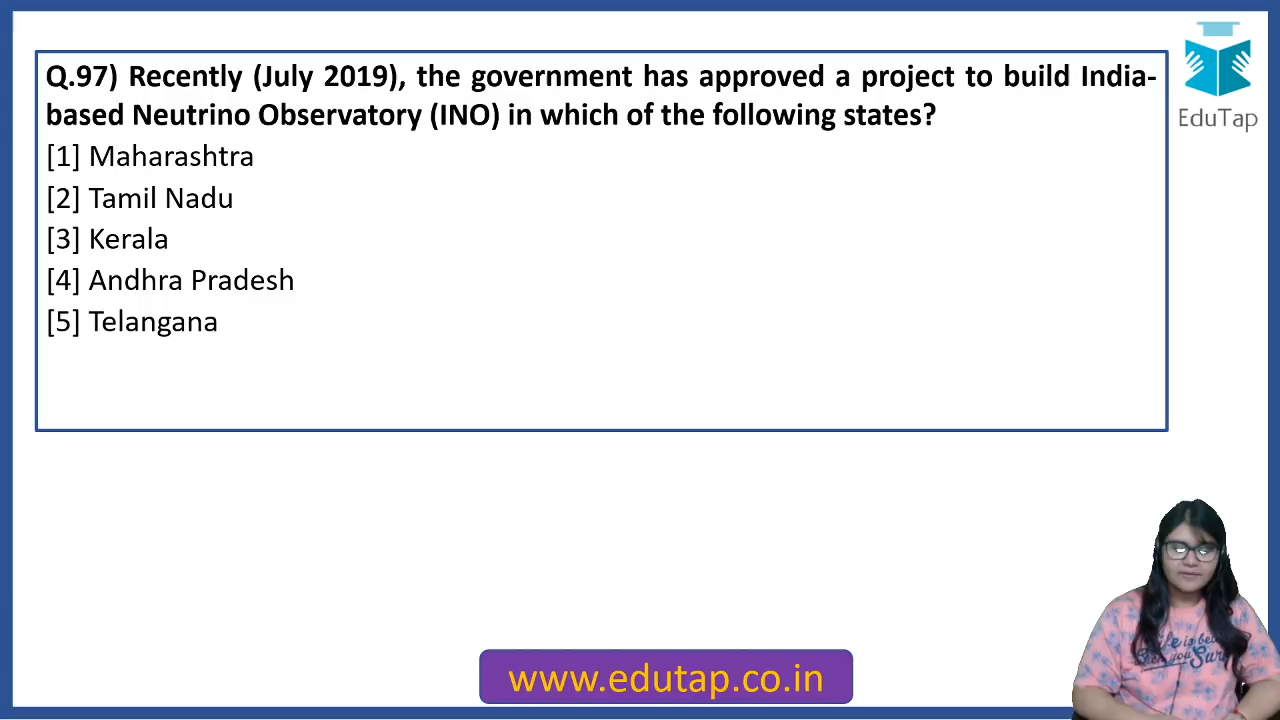 Q.97) Recently (July 2019), the government has approved a project to build India-
based Neutrino Observatory (INO) in which of the following states?
[1] Maharashtra
[2] Tamil Nadu
[3] Kerala
[4] Andhra Pradesh
[5] Telangana
EduTap
www.edutap.co.in